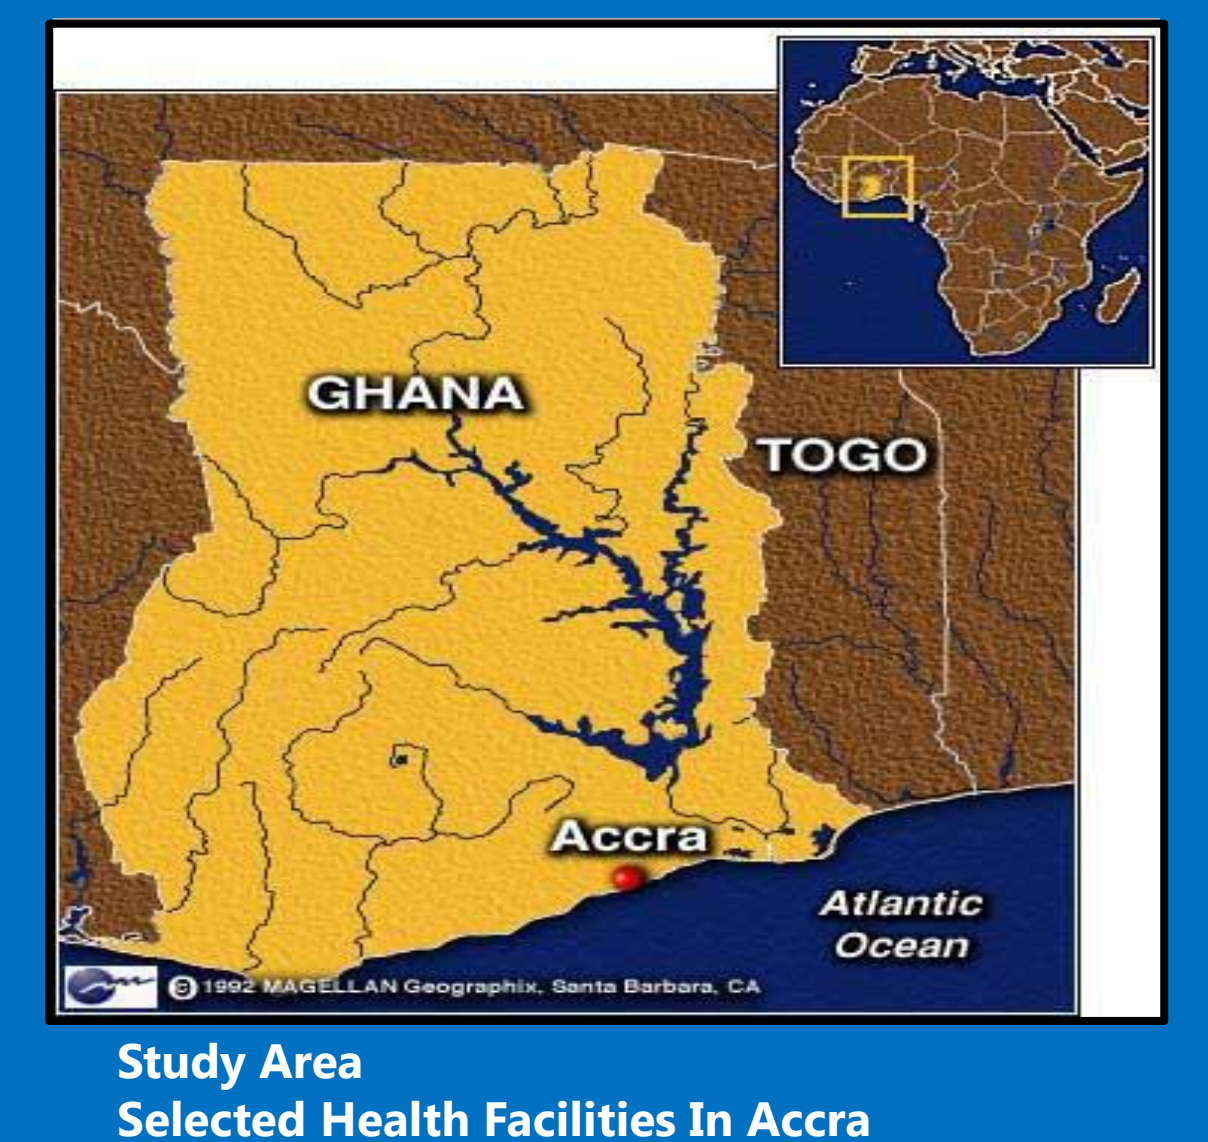 GHANA
TOGO
Accra
Atlantic
Ocean
© 1992 MAGELLAN Geographix, Santa Barbara, CA
Study Area
Selected Health Facilities In Accra